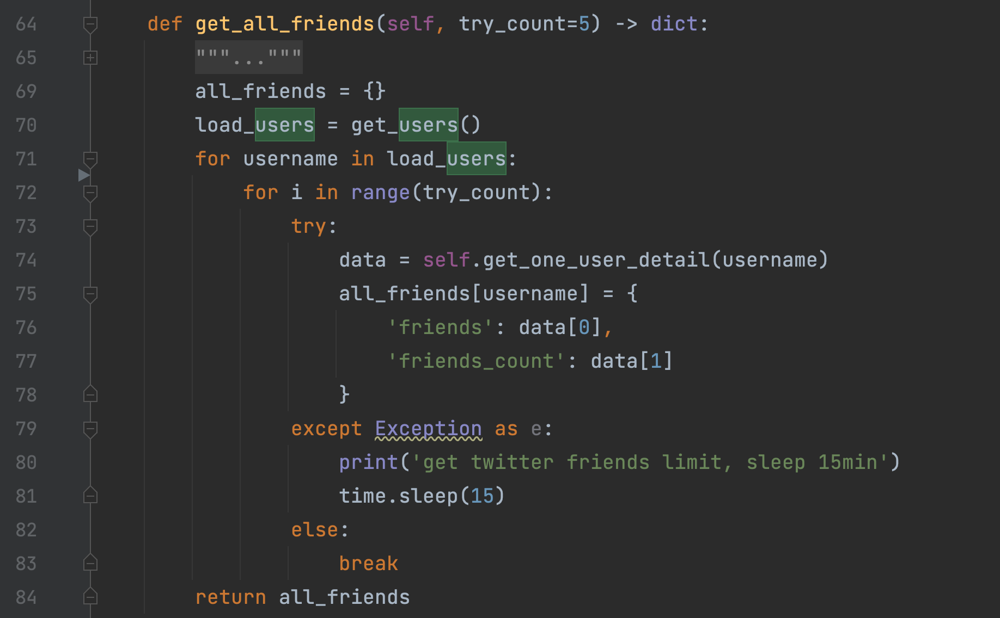 64 def get_all_friends(self, try_count=5) -> dict:
65 """..."""
69 all_friends = {}
70 load_users = get_users()
71 for username in load_users:
72 for i in range(try_count):
73 try:
74 data = self.get_one_user_detail(username)
75 all_friends[username] = {
76 'friends': data[0],
77 'friends_count': data[1]
78 }
79 except Exception as e:
80 print('get twitter friends limit, sleep 15min')
81 time.sleep(15)
82 else:
83 break
84 return all_friends